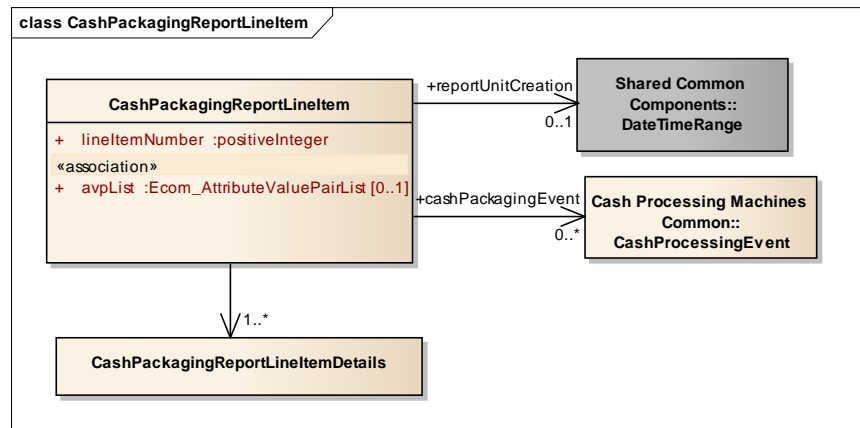 class CashPackagingReportLineItem
CashPackagingReportLineItem
+ lineItemNumber :positiveInteger
«association»
+ avpList :Ecom_AttributeValuePairList [0..1]
+reportUnitCreation
0..1
Shared Common
Components::
DateTimeRange
+cashPackagingEvent
0..*
Cash Processing Machines
Common::
CashProcessingEvent
1..*
CashPackagingReportLineItemDetails